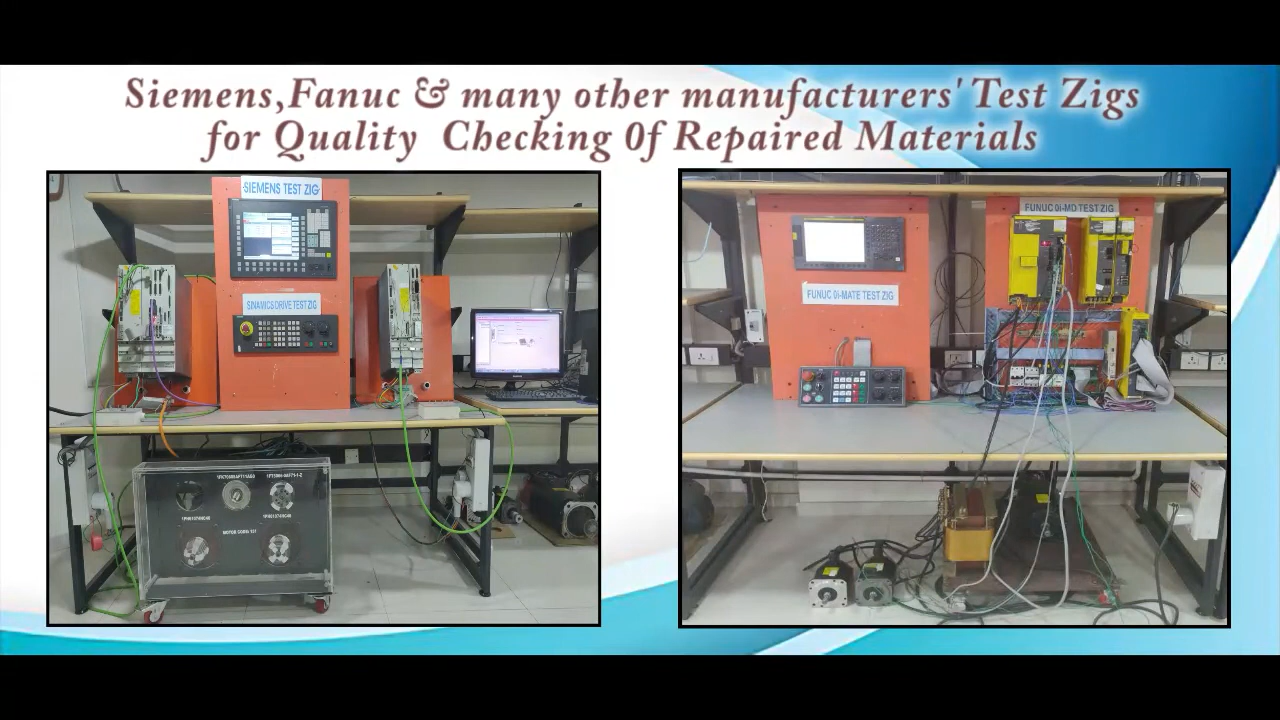 Siemens,Fanuc & many other manufacturers' Test Zigs
for Quality Checking 0f Repaired Materials
SIEMENS TEST ZIG
SINAMICS DRIVE TEST ZIG
FUNUC 0i-MATE TEST ZIG
FUNUC 0i-MD TEST ZIG